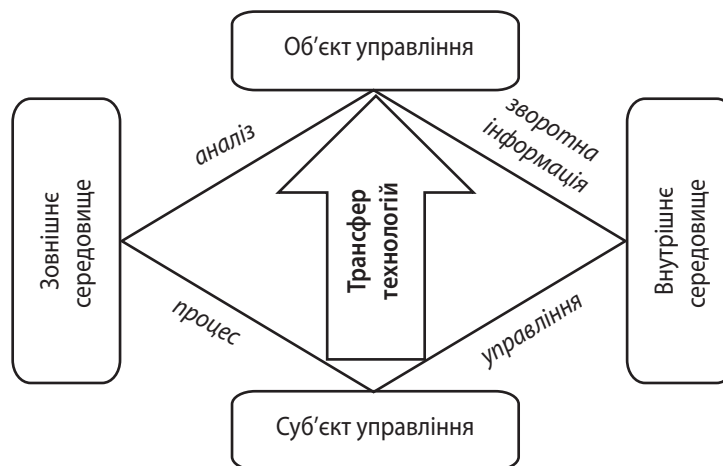 Об’єкт управління
аналіз
зворотна
інформація
Зовнішнє
середовище
Трансфер
технологій
Внутрішнє
середовище
процес
управління
Суб’єкт управління